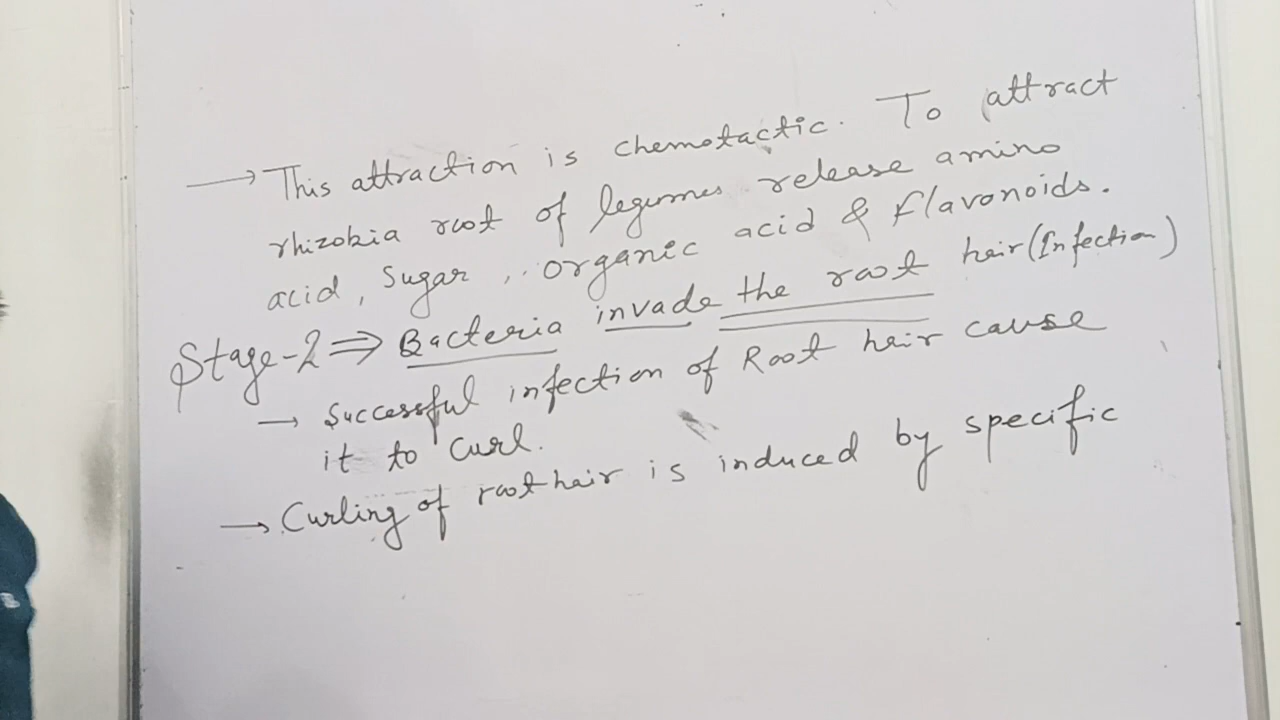 → This attraction is chemotactic. To attract
rhizobia root of legumes release amino
acid, Sugar, organic acid & flavonoids.
Stage-2 ⇒ Bacteria invade the root hair (Infection)
→ Successful infection of Root hair cause
it to curl.
→ Curling of root hair is induced by specific